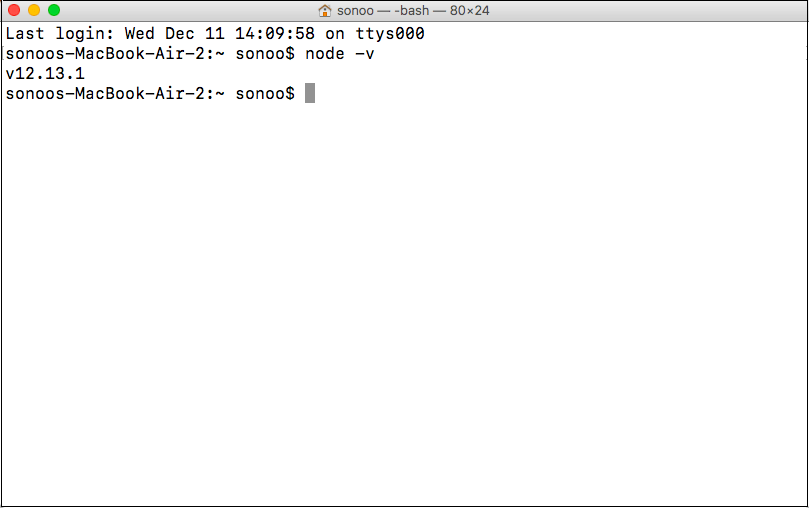 sonoo — -bash — 80×24
Last login: Wed Dec 11 14:09:58 on ttys000
sonoos-MacBook-Air-2:~ sonoo$ node -v
v12.13.1
sonoos-MacBook-Air-2:~ sonoo$